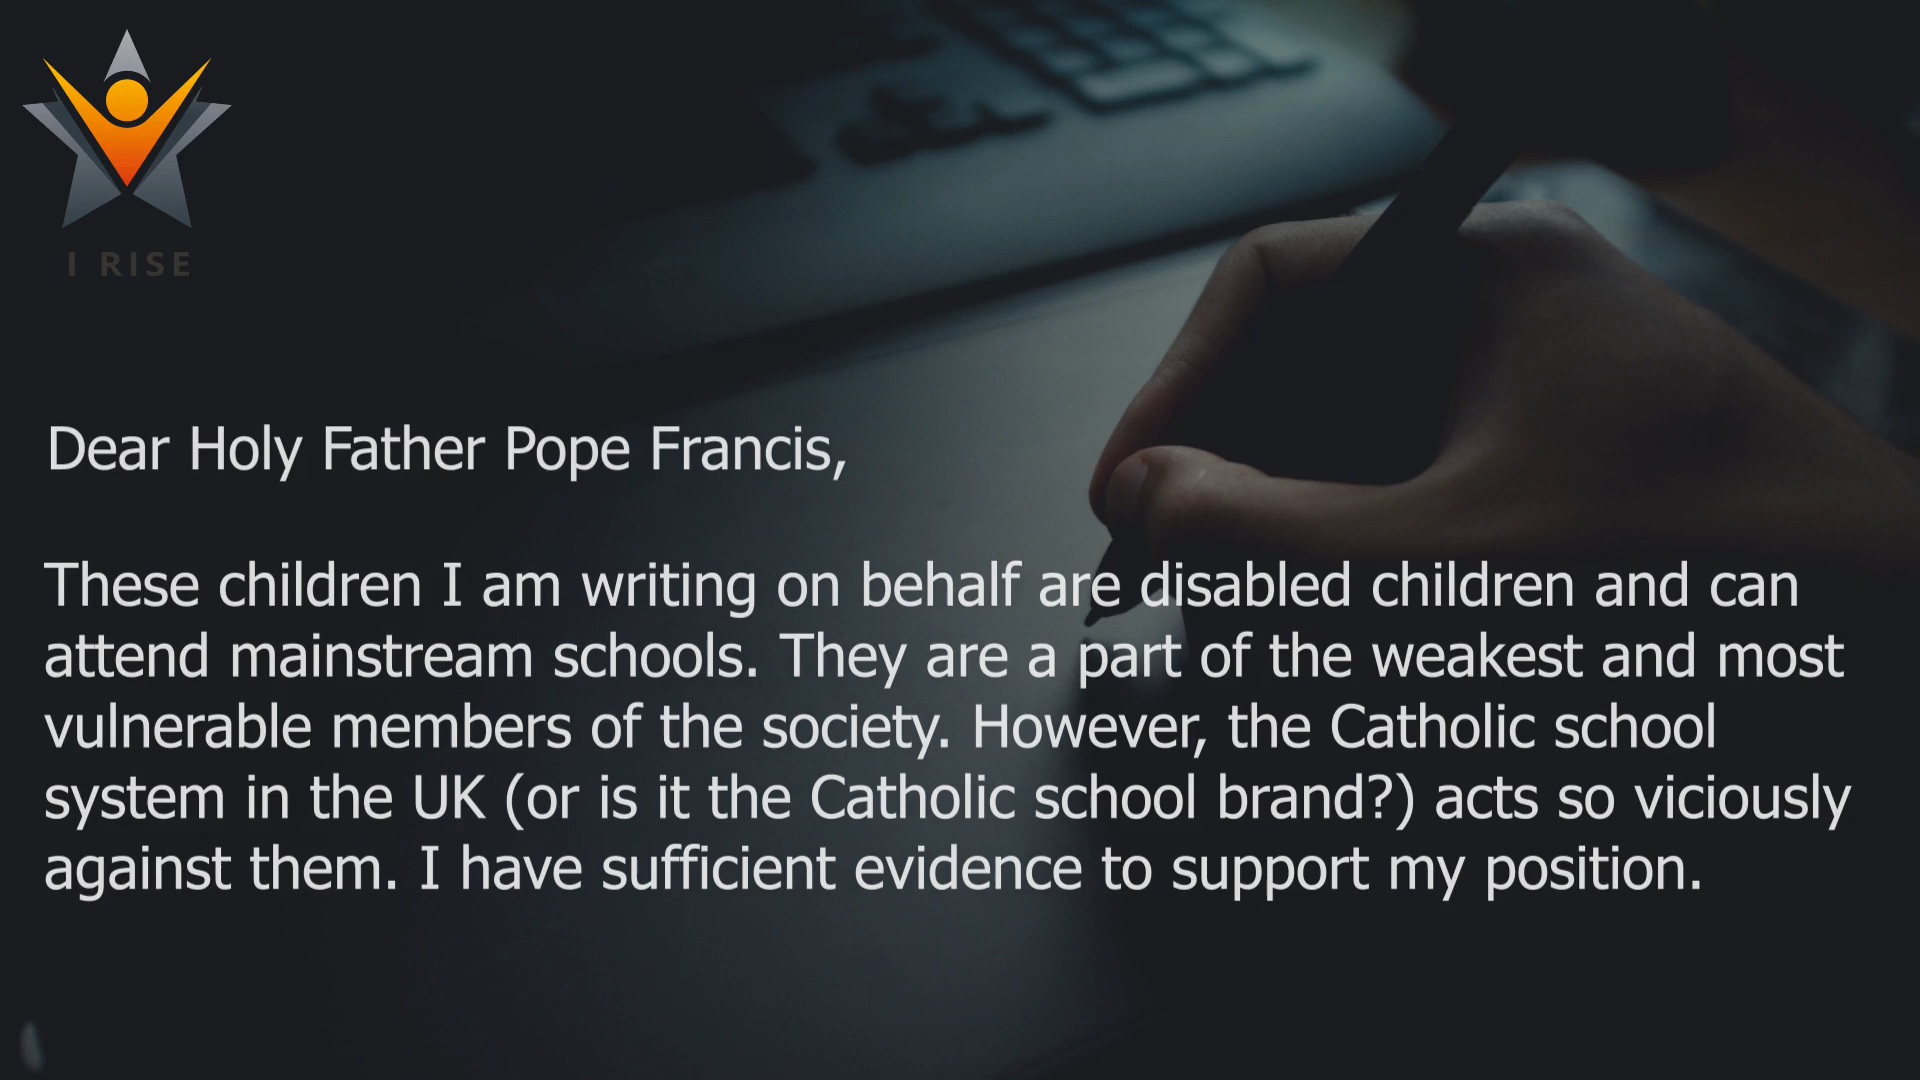 I RISE
Dear Holy Father Pope Francis,
These children I am writing on behalf are disabled children and can
attend mainstream schools. They are a part of the weakest and most
vulnerable members of the society. However, the Catholic school
system in the UK (or is it the Catholic school brand?) acts so viciously
against them. I have sufficient evidence to support my position.